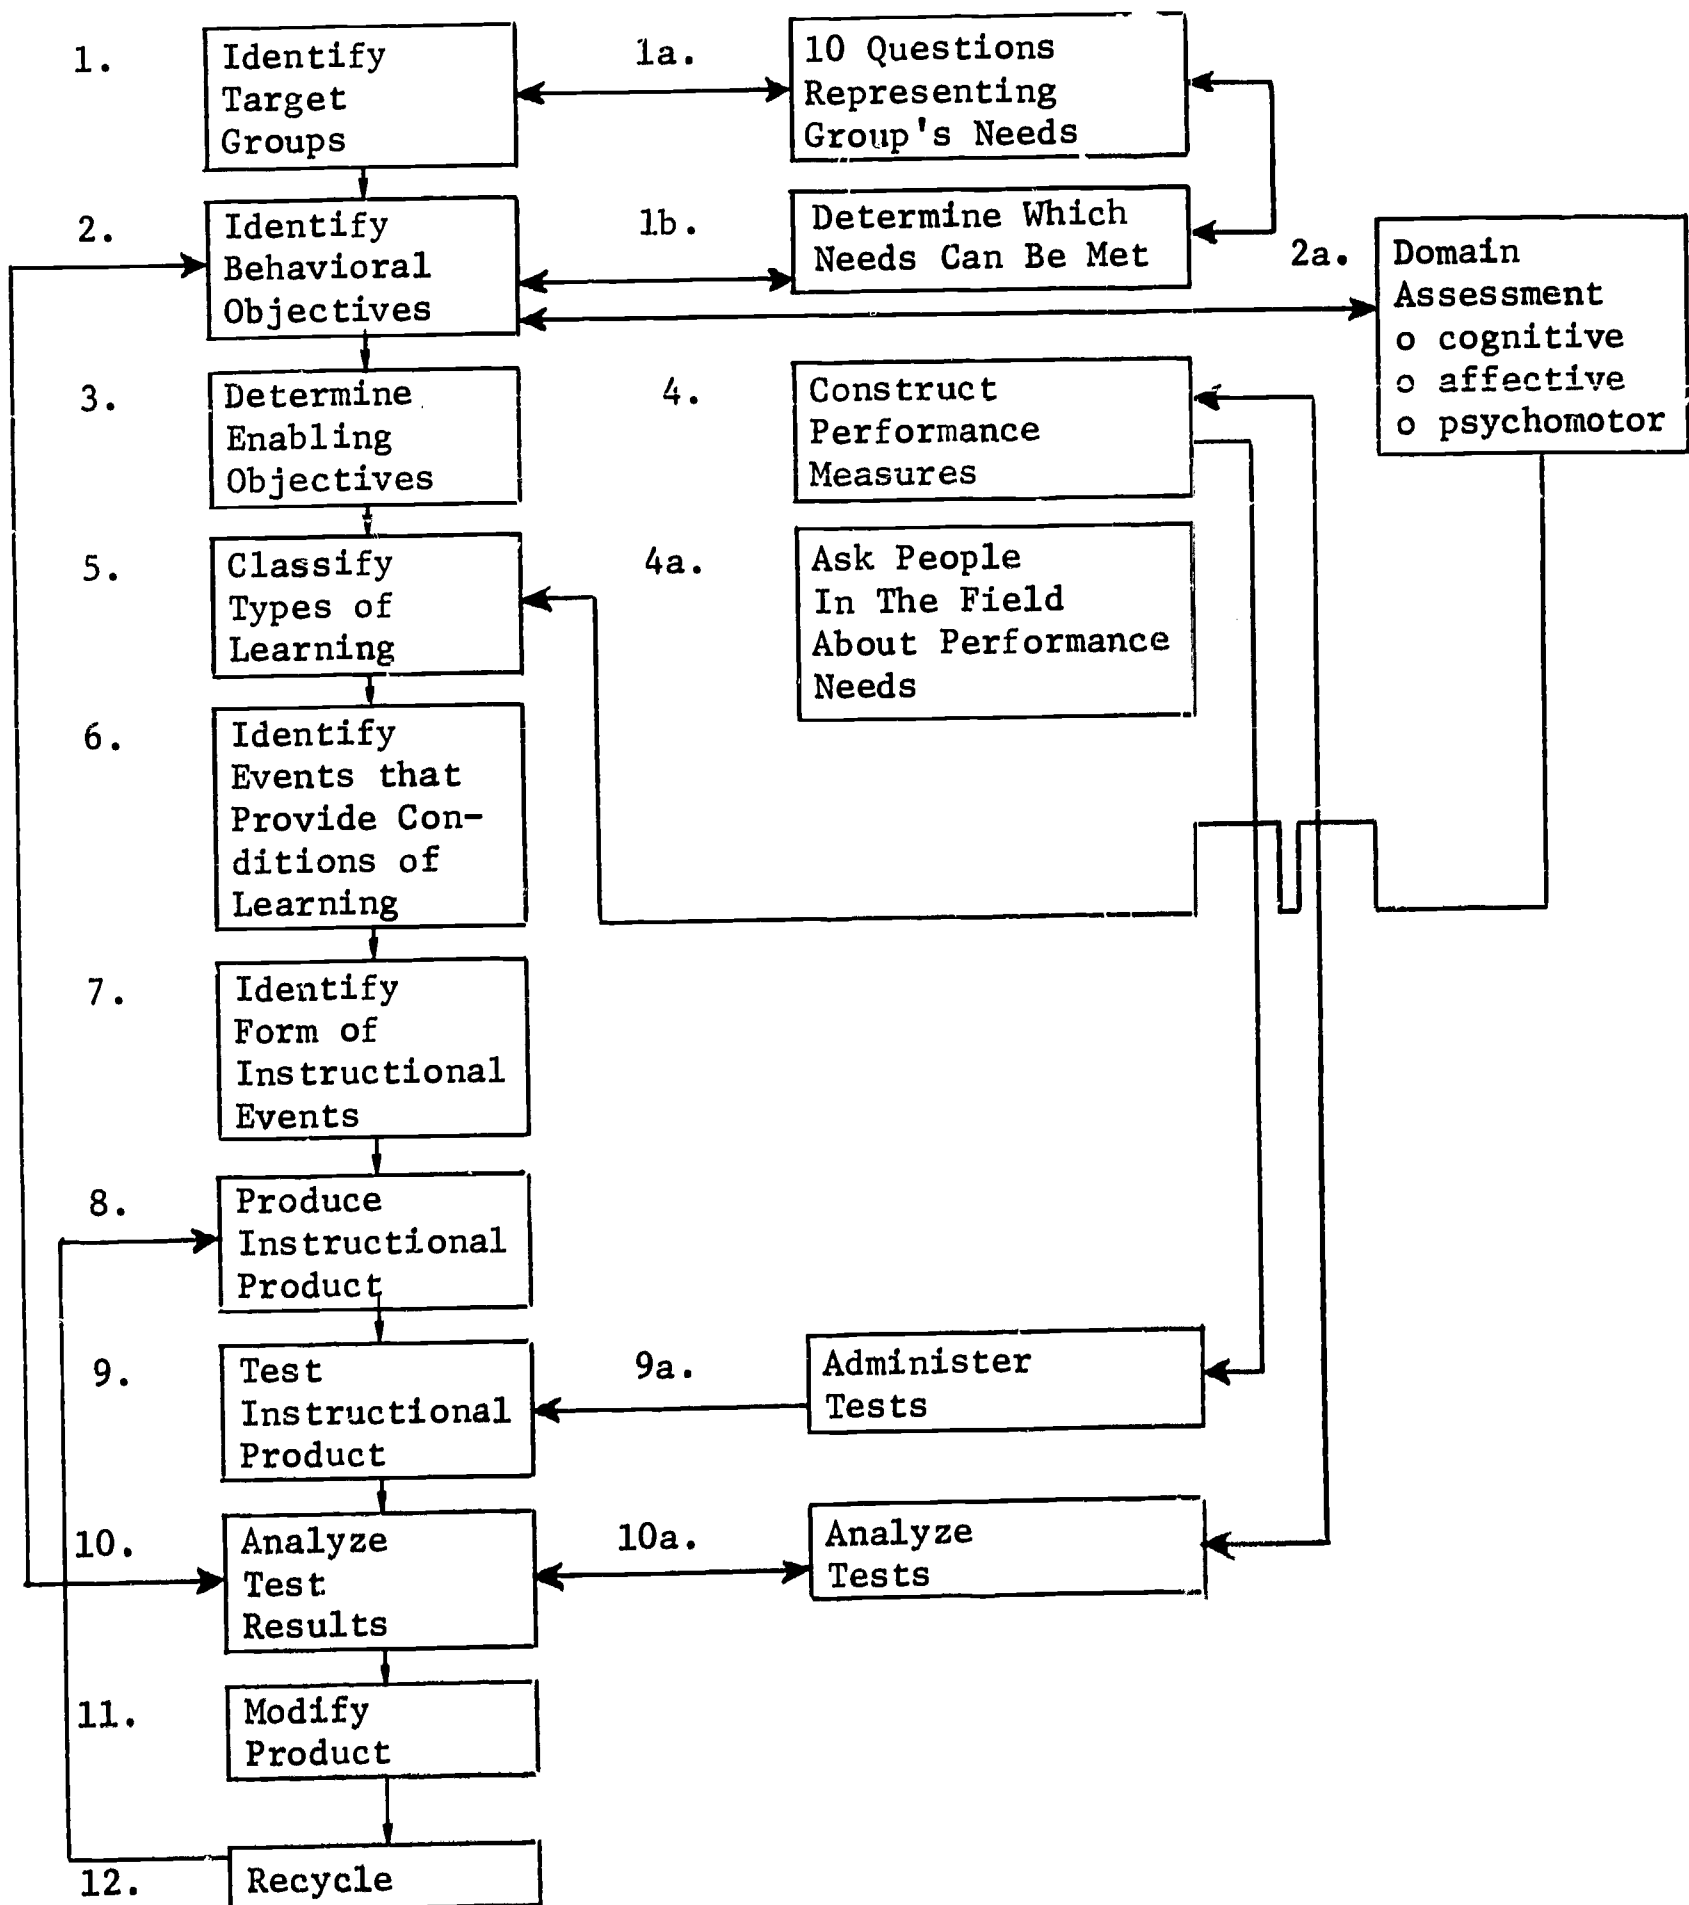 1.
Identify
Target
Groups
1a.
10 Questions
Representing
Group's Needs
2.
Identify
Behavioral
Objectives
1b.
Determine Which
Needs Can Be Met
2a.
Domain
Assessment
o cognitive
o affective
o psychomotor
3.
Determine
Enabling
Objectives
4.
Construct
Performance
Measures
5.
Classify
Types of
Learning
4a.
Ask People
In The Field
About Performance
Needs
6.
Identify
Events that
Provide Con-
ditions of
Learning
7.
Identify
Form of
Instructional
Events
8.
Produce
Instructional
Product
9.
Test
Instructional
Product
9a.
Administer
Tests
10.
Analyze
Test
Results
10a.
Analyze
Tests
11.
Modify
Product
12.
Recycle